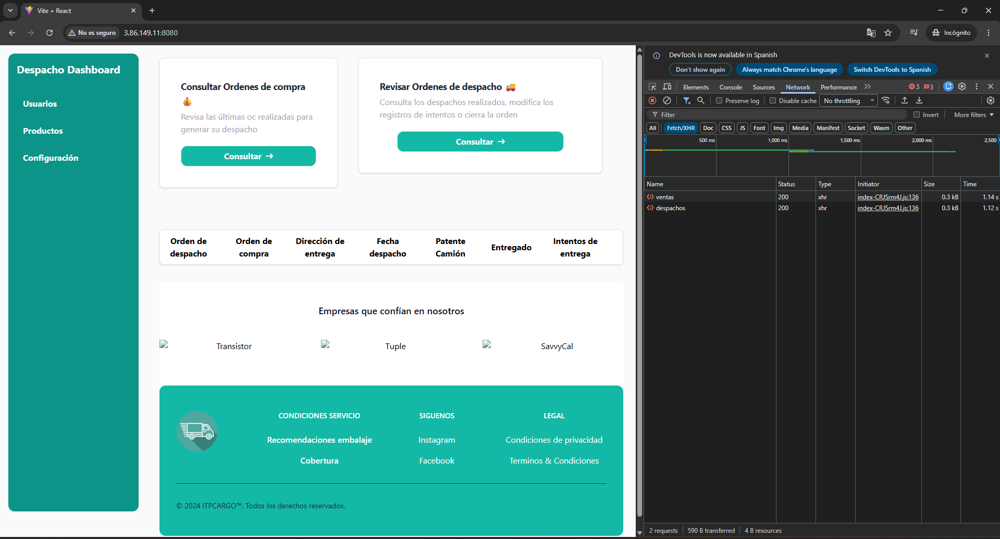 Vite + React
No es seguro
3.86.149.11:8080
Incógnito
Despacho Dashboard
Usuarios
Productos
Configuración
Consultar Ordenes de compra
💰
Revisa las últimas oc realizadas para
generar su despacho
Consultar →
Revisar Ordenes de despacho 🚚
Consulta los despachos realizados, modifica los
registros de intentos o cierra la orden
Consultar →
Orden de
despacho
Orden de
compra
Dirección de
entrega
Fecha
despacho
Patente
Camión
Entregado
Intentos de
entrega
Empresas que confían en nosotros
Transistor
Tuple
SavvyCal
CONDICIONES SERVICIO
Recomendaciones embalaje
Cobertura
SIGUENOS
Instagram
Facebook
LEGAL
Condiciones de privacidad
Terminos & Condiciones
© 2024 ITPCARGO™. Todos los derechos reservados.
DevTools is now available in Spanish
Don't show again
Always match Chrome's language
Switch DevTools to Spanish
Elements
Console
Sources
Network
Performance
3
3
Preserve log
Disable cache
No throttling
Filter
Invert
More filters
All
Fetch/XHR
Doc
CSS
JS
Font
Img
Media
Manifest
Socket
Wasm
Other
500 ms
1,000 ms
1,500 ms
2,000 ms
2,500
Name Status Type Initiator Size Time
ventas 200 xhr index-CRJSrm4J.js:136 0.3 kB 1.14 s
despachos 200 xhr index-CRJSrm4J.js:136 0.3 kB 1.12 s
2 requests
590 B transferred
4 B resources